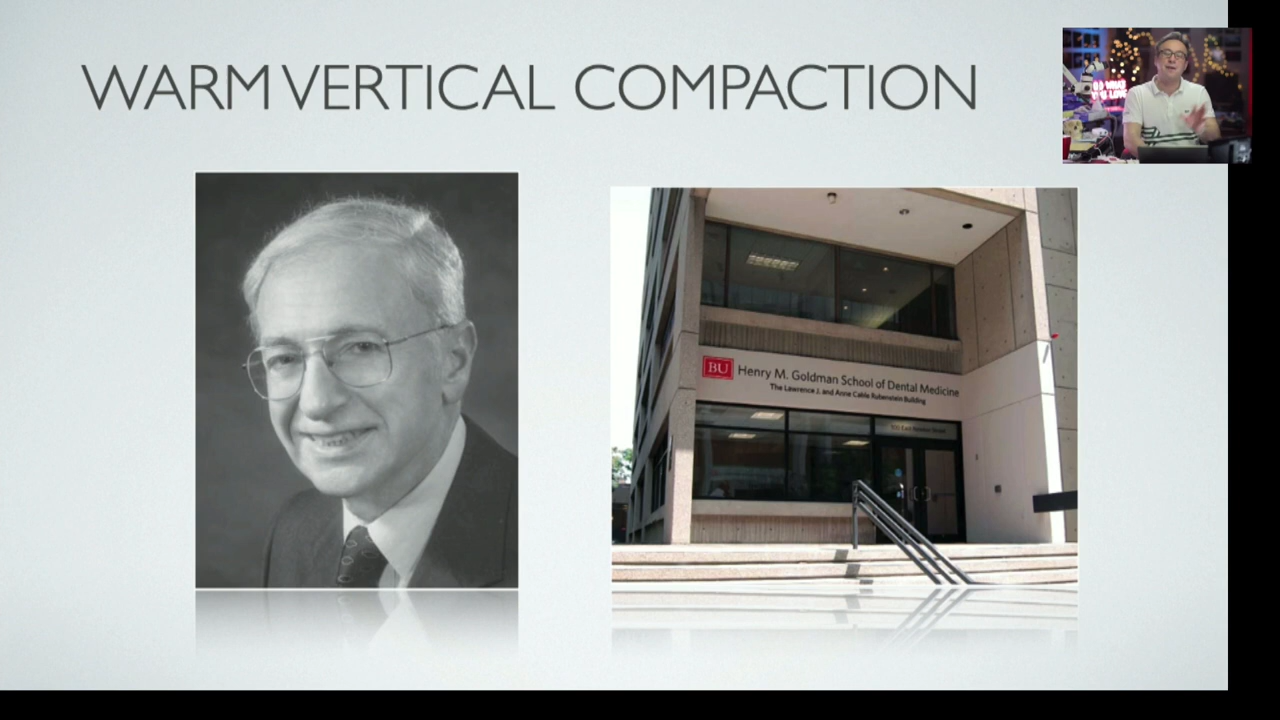 WARM VERTICAL COMPACTION
BU Henry M. Goldman School of Dental Medicine
The Lawrence J. and Anne Cable Rubenstein Building